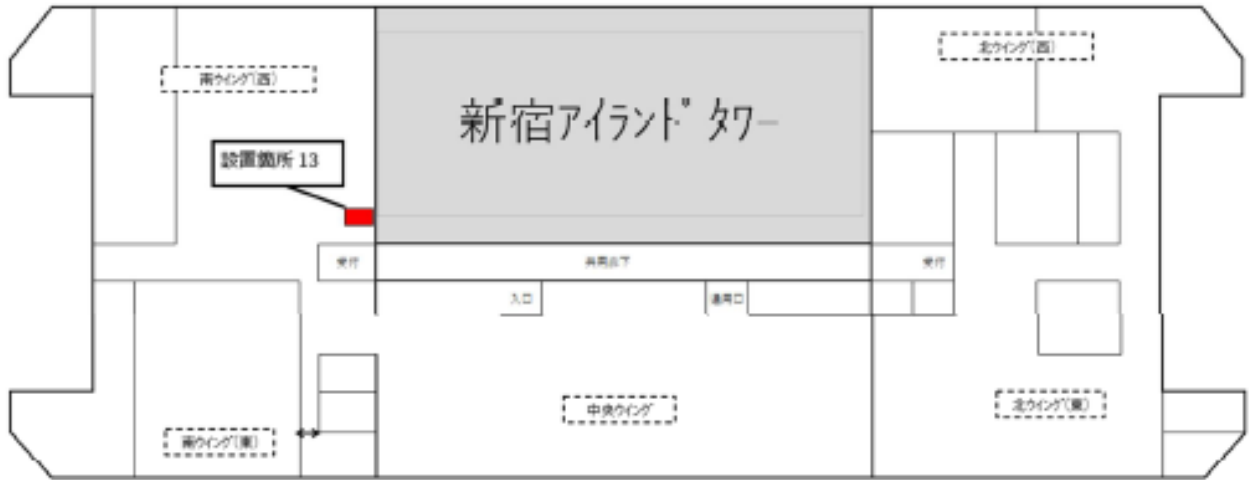 北ウイング(西)
南ウイング(西)
新宿アイランドタワー
設置箇所 13
受付
共用廊下
受付
入口
通用口
中央ウイング
北ウイング(東)
南ウイング(東)